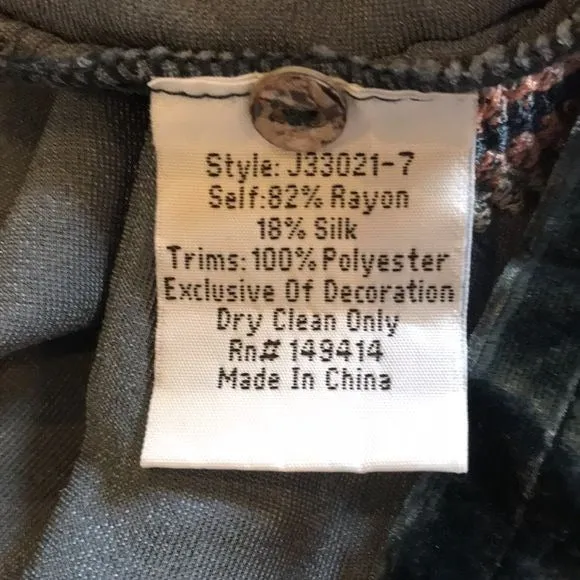 Style: J33021-7
Self:82% Rayon
18% Silk
Trims: 100% Polyester
Exclusive Of Decoration
Dry Clean Only
Rn# 149414
Made In China